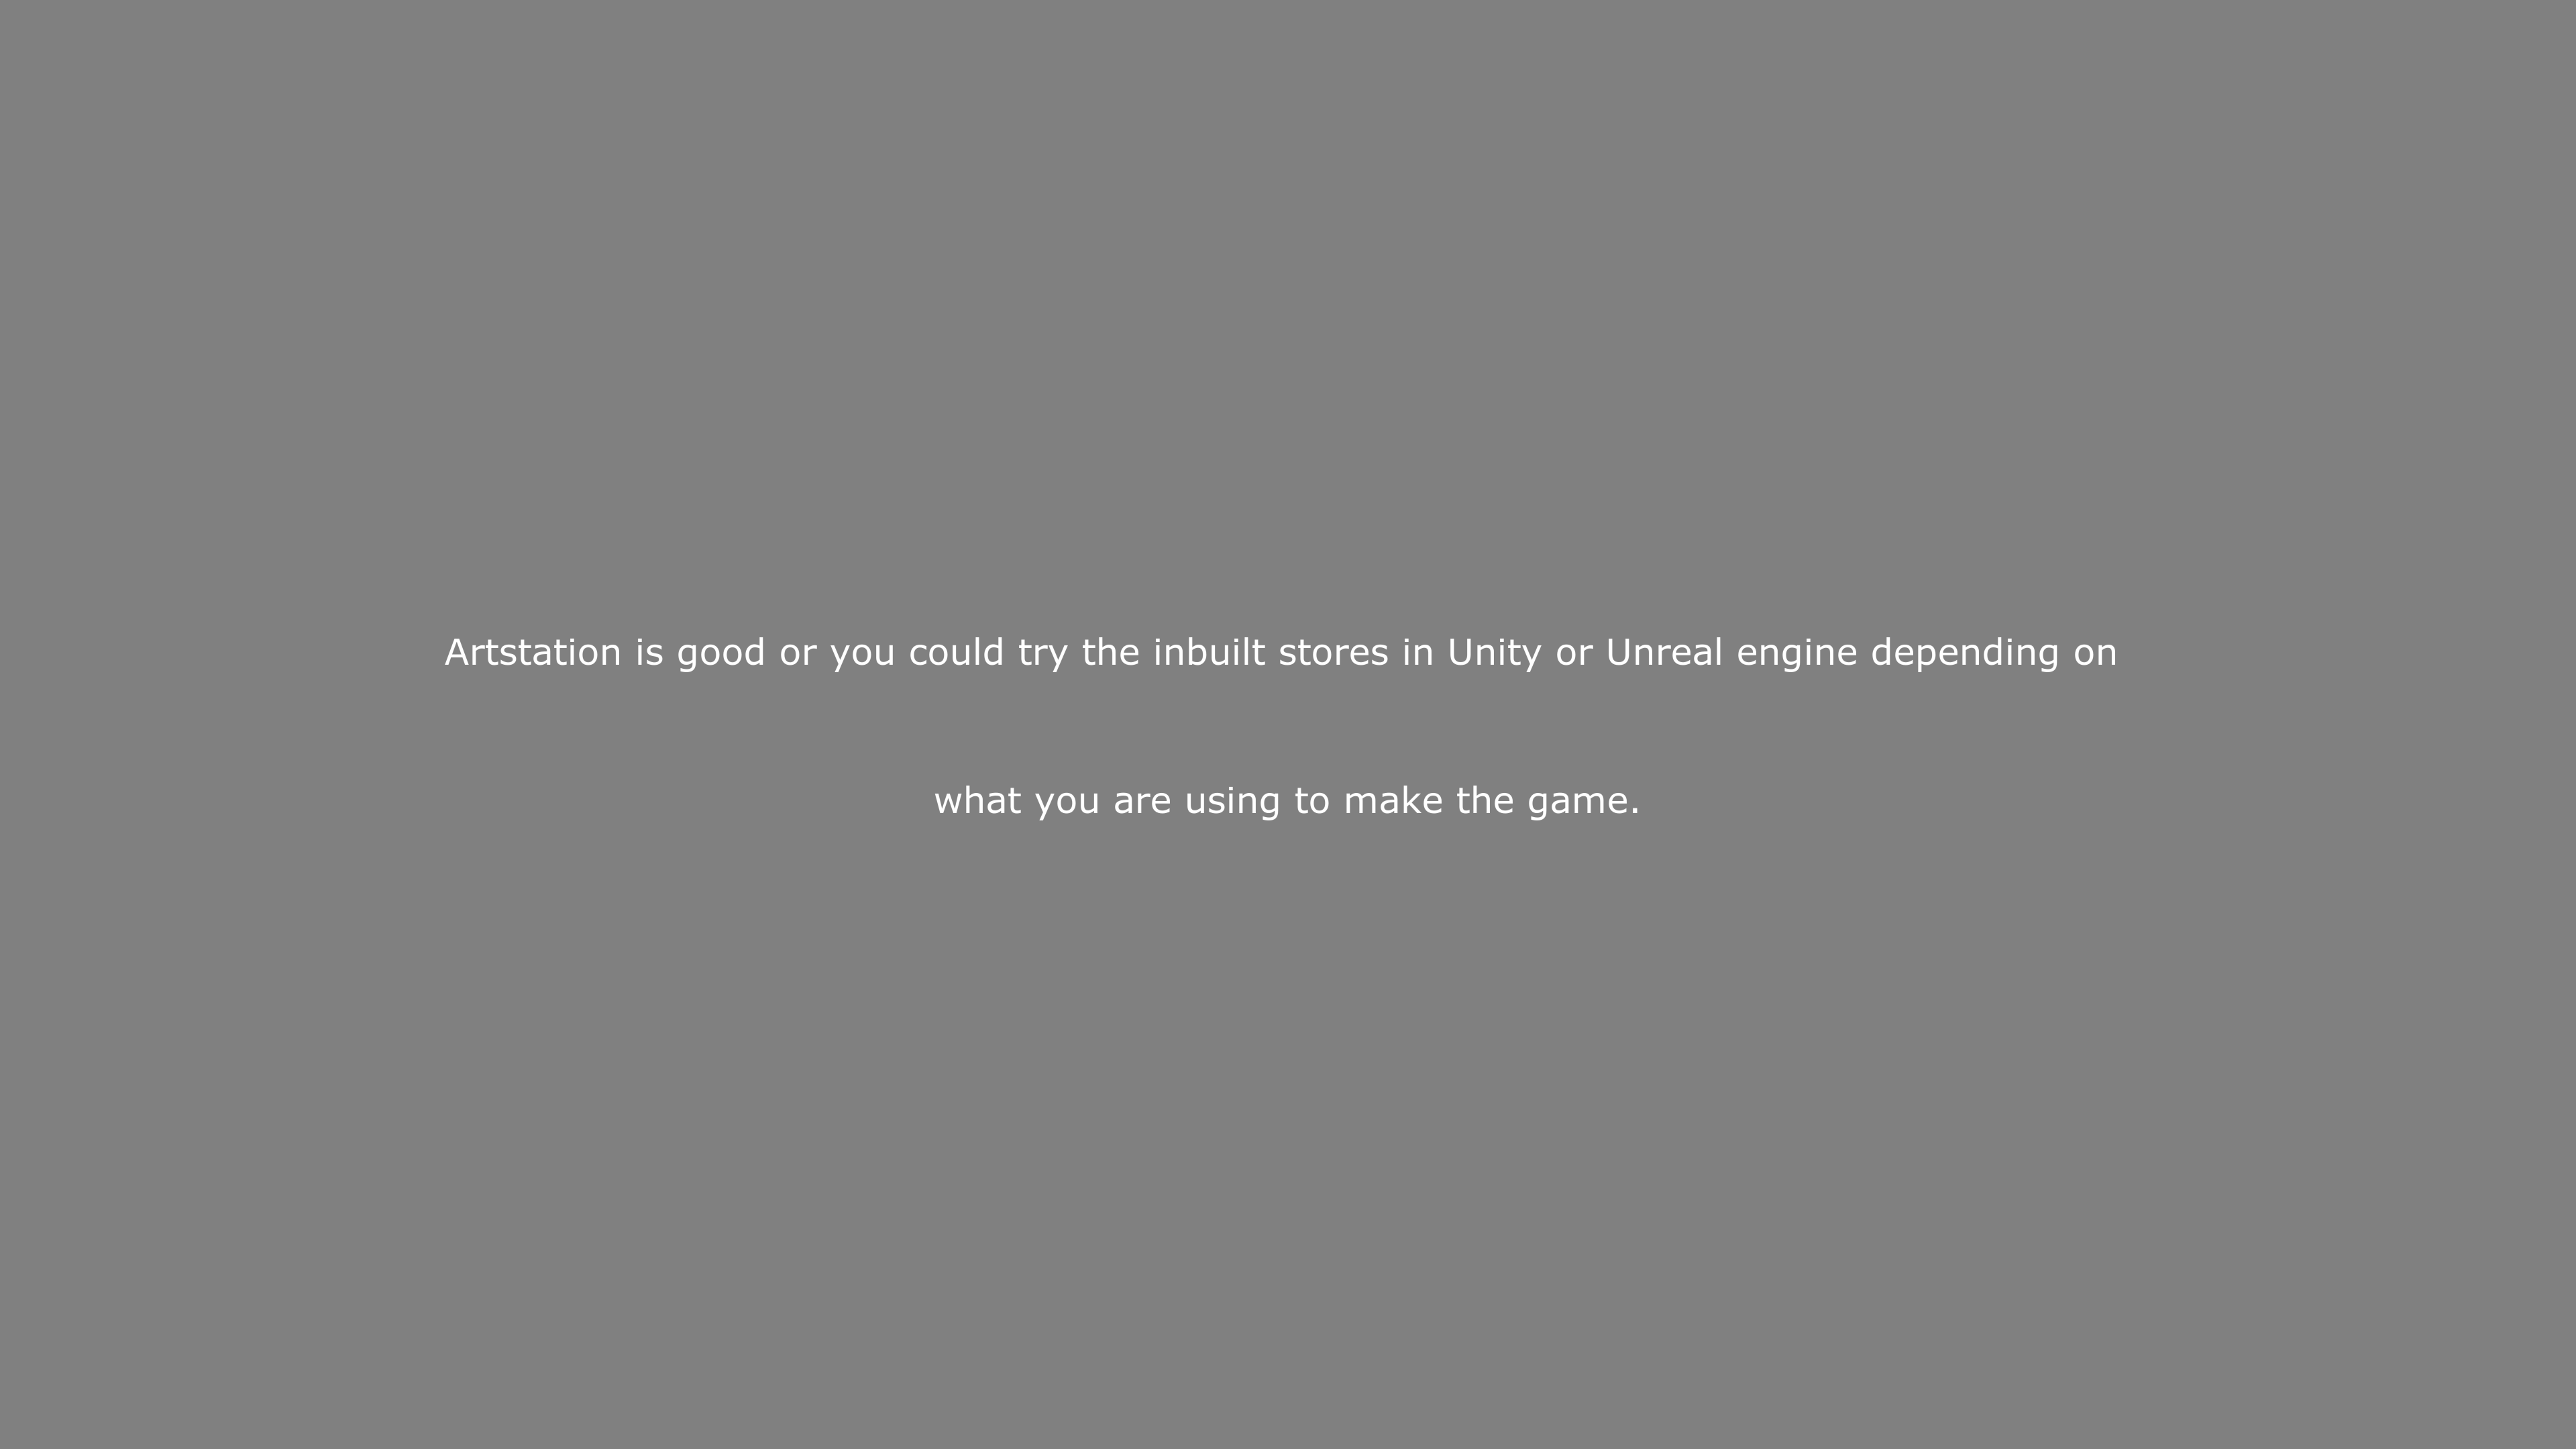 Artstation is good or you could try the inbuilt stores in Unity or Unreal engine depending on
what you are using to make the game.